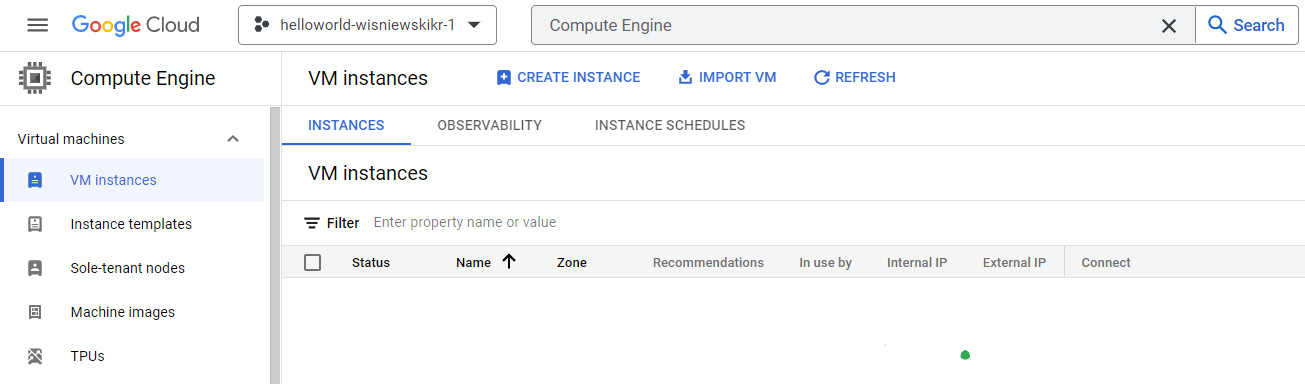 Google Cloud helloworld-wisniewskikr-1 Compute Engine Search
Compute Engine
VM instances CREATE INSTANCE IMPORT VM REFRESH
Virtual machines
VM instances
Instance templates
Sole-tenant nodes
Machine images
TPUs
INSTANCES OBSERVABILITY INSTANCE SCHEDULES
VM instances
Filter Enter property name or value
Status Name Zone Recommendations In use by Internal IP External IP Connect